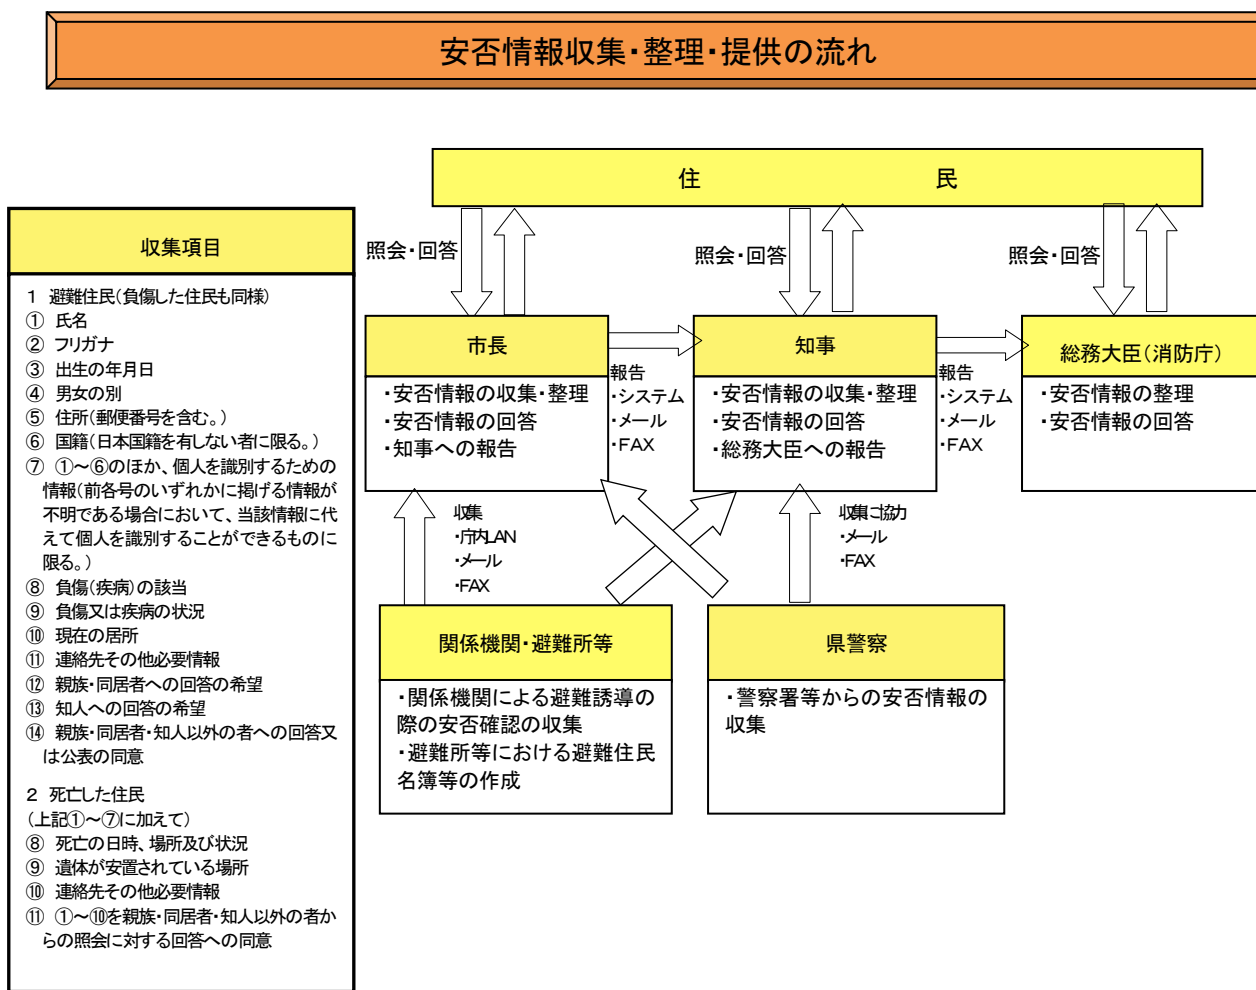 安否情報収集・整理・提供の流れ
住　　　　民
照会・回答
照会・回答
照会・回答
収集項目
1 避難住民(負傷した住民も同様)
① 氏名
② フリガナ
③ 出生の年月日
④ 男女の別
⑤ 住所(郵便番号を含む。)
⑥ 国籍(日本国籍を有しない者に限る。)
⑦ ①～⑥のほか、個人を識別するための
情報(前各号のいずれかに掲げる情報が
不明である場合において、当該情報に代
えて個人を識別することができるものに
限る。)
⑧ 負傷(疾病)の該当
⑨ 負傷又は疾病の状況
⑩ 現在の居所
⑪ 連絡先その他必要情報
⑫ 親族・同居者への回答の希望
⑬ 知人への回答の希望
⑭ 親族・同居者・知人以外の者への回答又
は公表の同意
2 死亡した住民
(上記①～⑦に加えて)
⑧ 死亡の日時、場所及び状況
⑨ 遺体が安置されている場所
⑩ 連絡先その他必要情報
⑪ ①～⑩を親族・同居者・知人以外の者か
らの照会に対する回答への同意
市長
・安否情報の収集・整理
・安否情報の回答
・知事への報告
報告
・システム
・メール
・FAX
知事
・安否情報の収集・整理
・安否情報の回答
・総務大臣への報告
報告
・システム
・メール
・FAX
総務大臣(消防庁)
・安否情報の整理
・安否情報の回答
収集
・庁内LAN
・メール
・FAX
収集に協力
・メール
・FAX
関係機関・避難所等
・関係機関による避難誘導の
際の安否確認の収集
・避難所等における避難住民
名簿等の作成
県警察
・警察署等からの安否情報の
収集